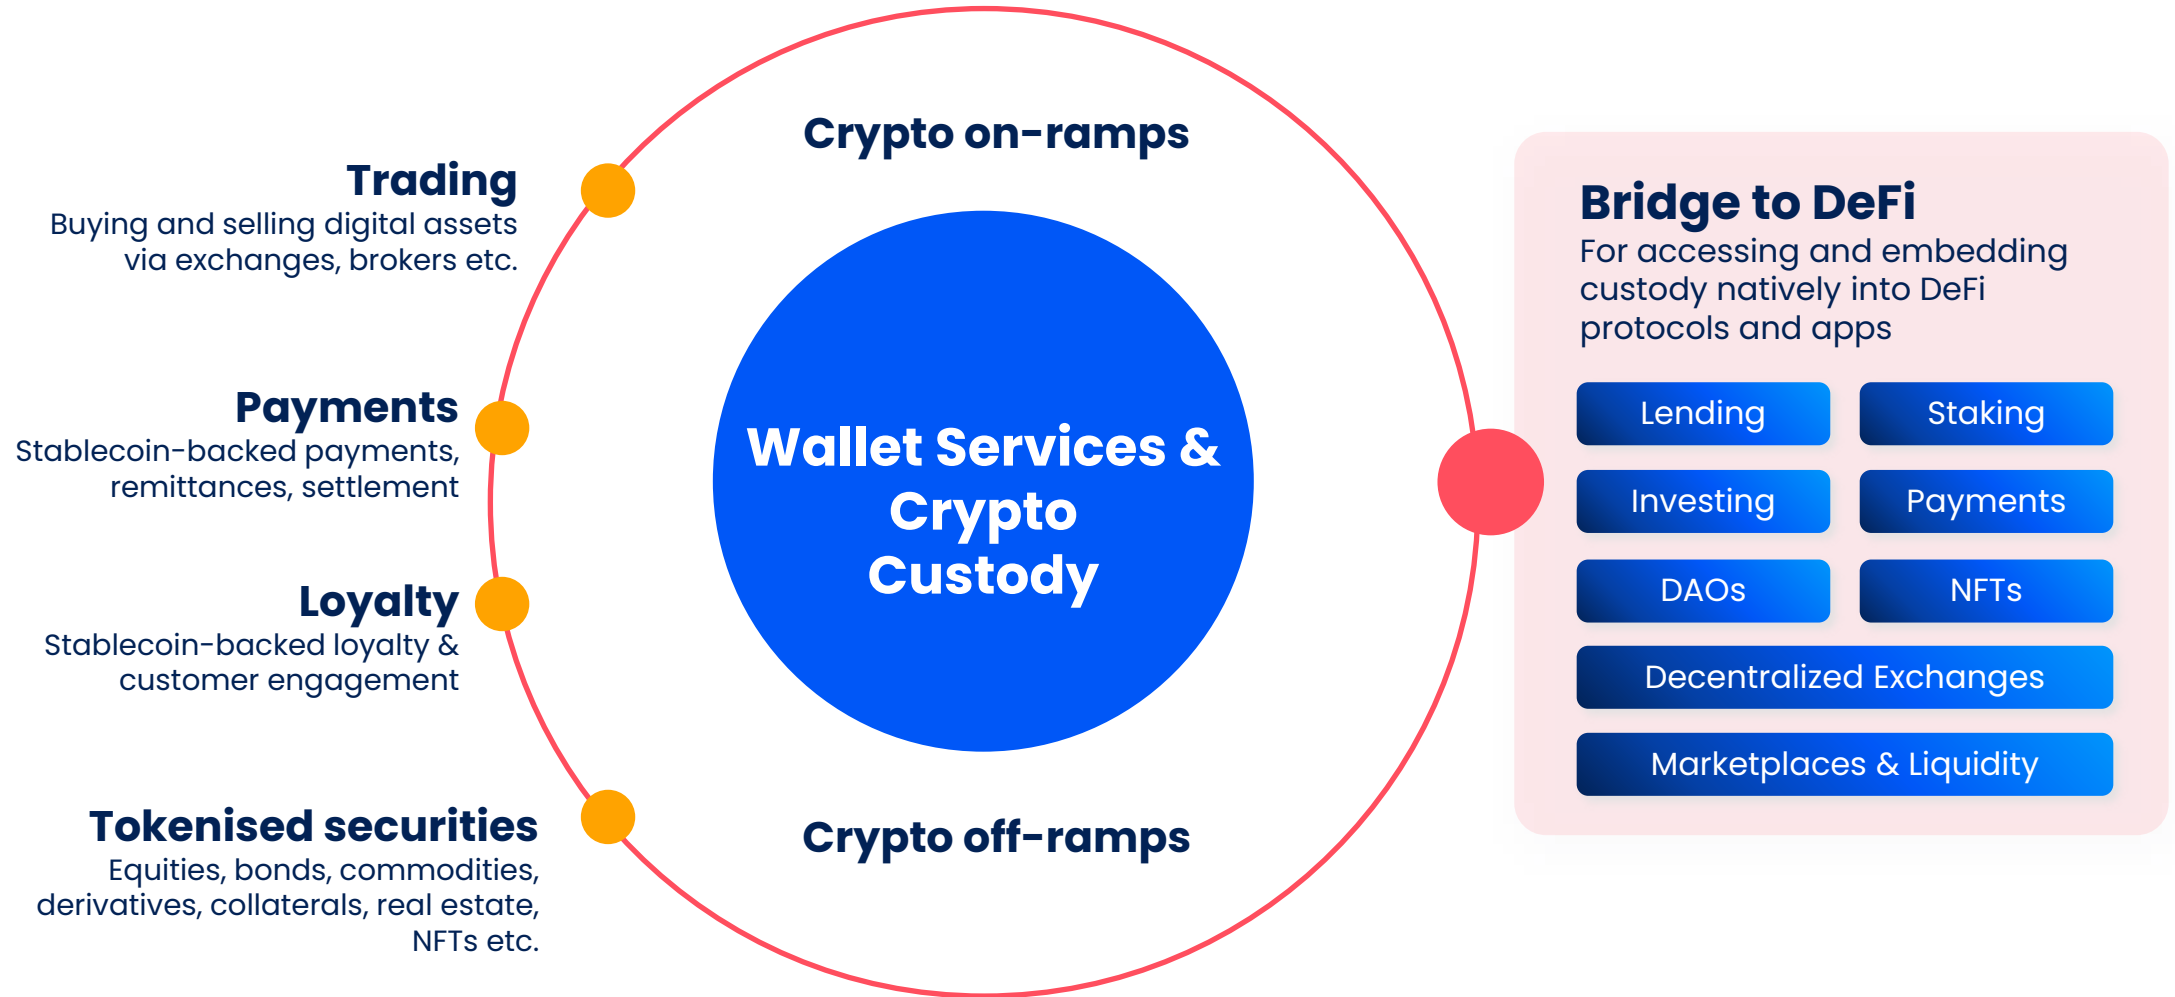 Crypto on-ramps
Trading
Buying and selling digital assets
via exchanges, brokers etc.
Payments
Stablecoin-backed payments,
remittances, settlement
Loyalty
Stablecoin-backed loyalty &
customer engagement
Tokenised securities
Equities, bonds, commodities,
derivatives, collaterals, real estate,
NFTs etc.
Wallet Services &
Crypto
Custody
Crypto off-ramps
Bridge to DeFi
For accessing and embedding
custody natively into DeFi
protocols and apps
Lending
Staking
Investing
Payments
DAOs
NFTs
Decentralized Exchanges
Marketplaces & Liquidity